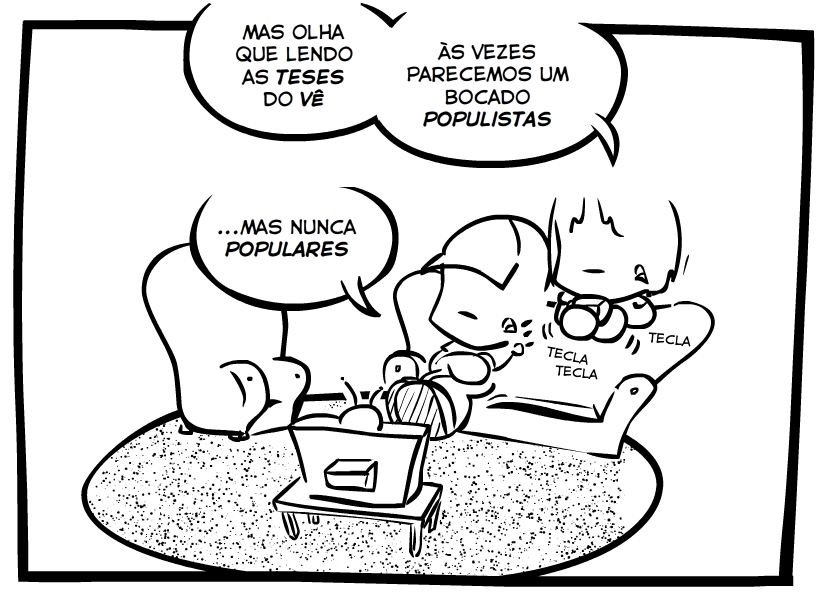 MAS OLHA
QUE LENDO
AS TESES
DO VÊ
ÀS VEZES
PARECEMOS UM
BOCADO
POPULISTAS
...MAS NUNCA
POPULARES
TECLA
TECLA
TECLA